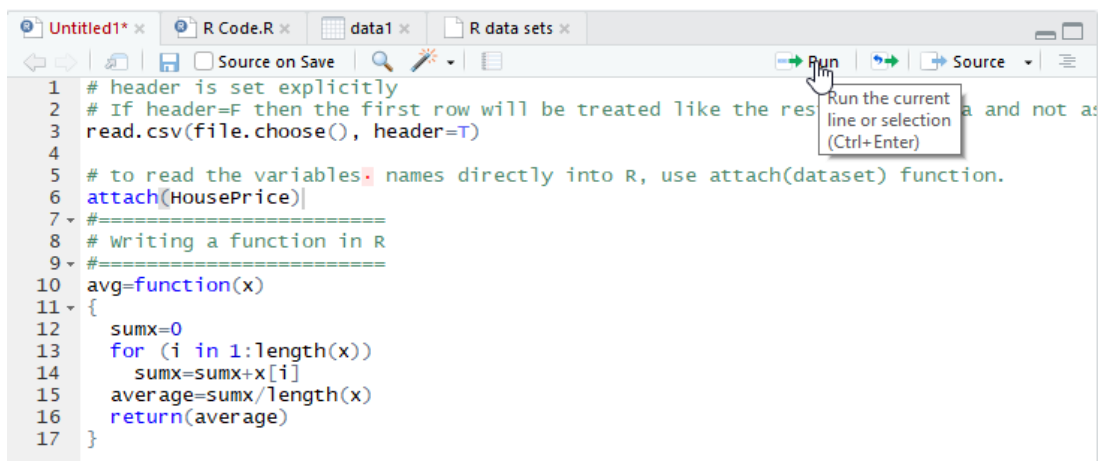 Untitled1* × R Code.R × data1 × R data sets ×
Source on Save Run Source
1 # header is set explicitly
2 # If header=F then the first row will be treated like the res a and not as
3 read.csv(file.choose(), header=T)
4
5 # to read the variables· names directly into R, use attach(dataset) function.
6 attach(HousePrice)
7 #========================
8 # Writing a function in R
9 #========================
10 avg=function(x)
11 {
12 sumx=0
13 for (i in 1:length(x))
14 sumx=sumx+x[i]
15 average=sumx/length(x)
16 return(average)
17 }
Run the current
line or selection
(Ctrl+Enter)